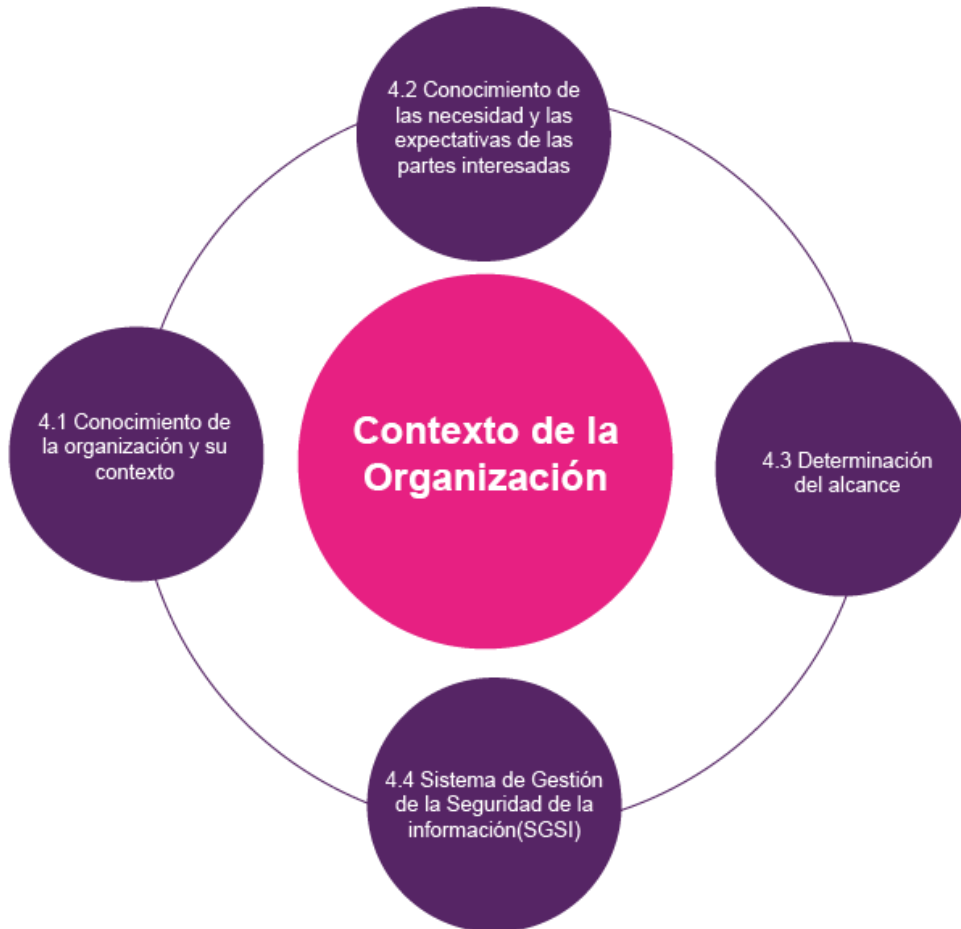 4.2 Conocimiento de
las necesidad y las
expectativas de las
partes interesadas
4.1 Conocimiento de
la organización y su
contexto
Contexto de la
Organización
4.3 Determinación
del alcance
4.4 Sistema de Gestión
de la Seguridad de la
información(SGSI)